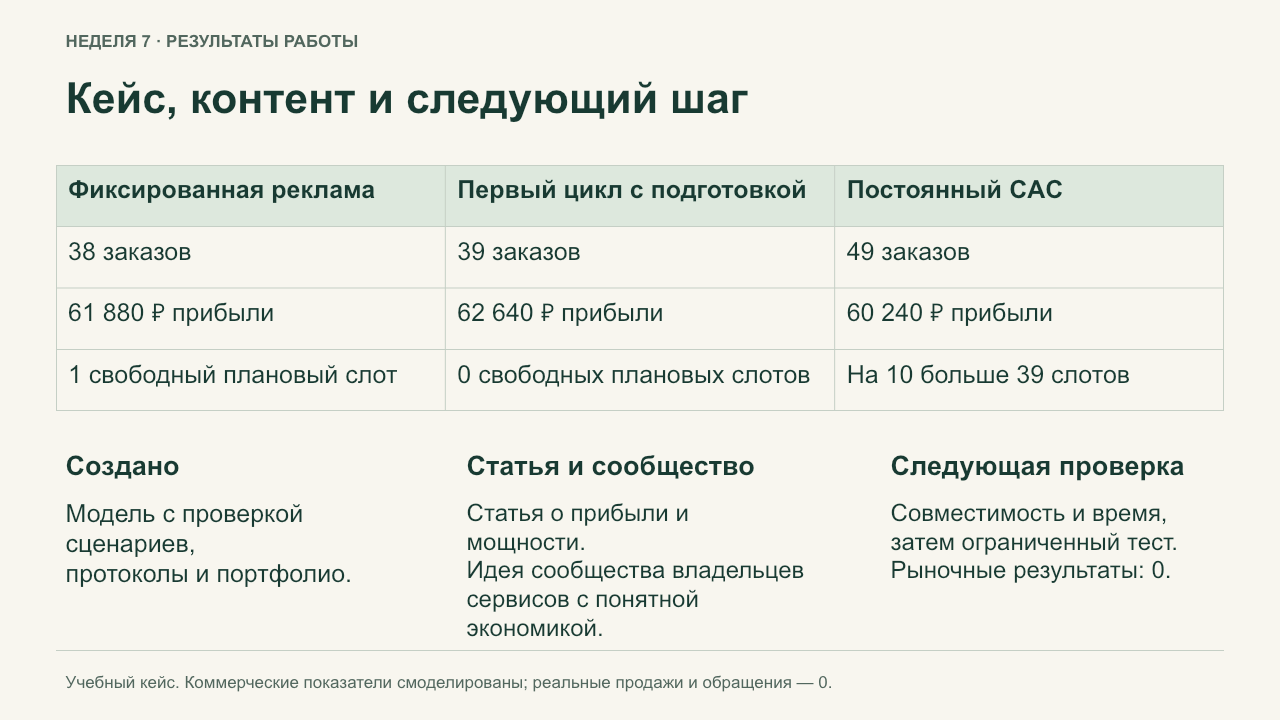 НЕДЕЛЯ 7 · РЕЗУЛЬТАТЫ РАБОТЫ
Кейс, контент и следующий шаг
Фиксированная реклама
Первый цикл с подготовкой
Постоянный CAC
38 заказов
39 заказов
49 заказов
61 880 ₽ прибыли
62 640 ₽ прибыли
60 240 ₽ прибыли
1 свободный плановый слот
0 свободных плановых слотов
На 10 больше 39 слотов
Создано
Модель с проверкой
сценариев,
протоколы и портфолио.
Статья и сообщество
Статья о прибыли и
мощности.
Идея сообщества владельцев
сервисов с понятной
экономикой.
Следующая проверка
Совместимость и время,
затем ограниченный тест.
Рыночные результаты: 0.
Учебный кейс. Коммерческие показатели смоделированы; реальные продажи и обращения — 0.